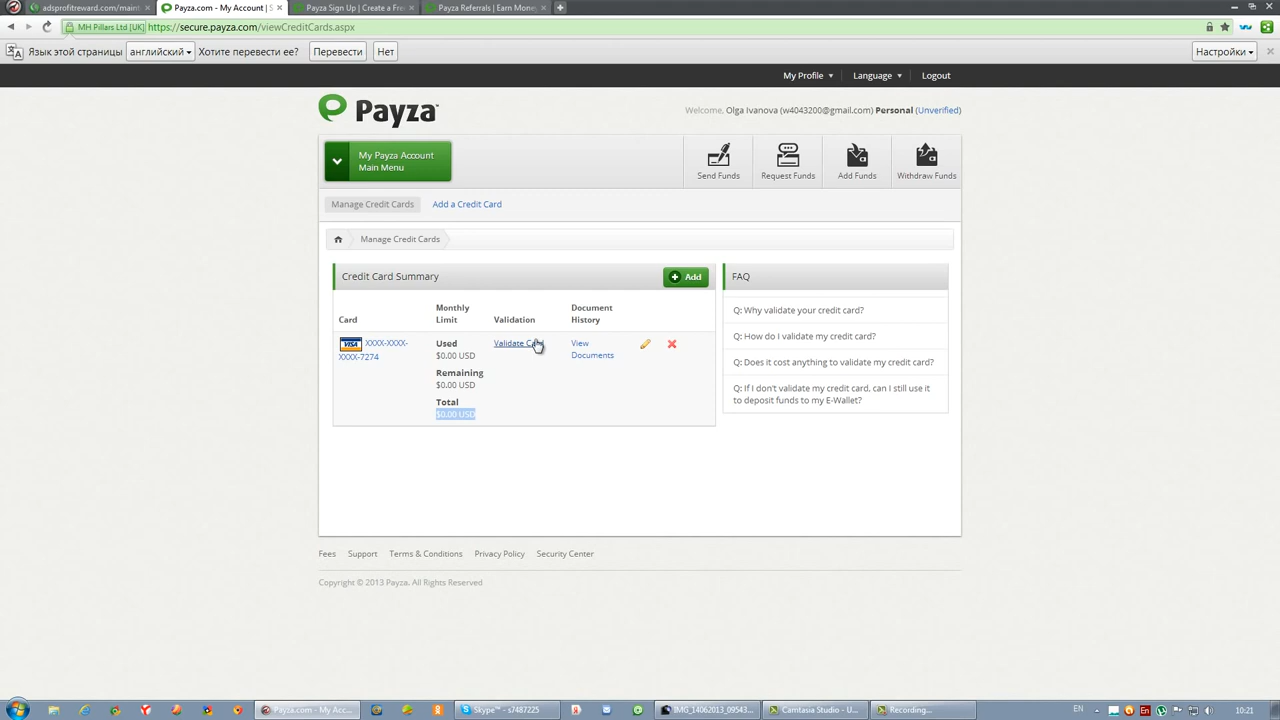 adsprofitreward.com/main
Payza.com - My Account | S
Payza Sign Up | Create a Fre
Payza Referrals | Earn Mone
MH Pillars Ltd [UK] https://secure.payza.com/viewCreditCards.aspx
Язык этой страницы английский Хотите перевести ее? Перевести Нет Настройки
My Profile Language Logout
Payza
Welcome, Olga Ivanova (w4043200@gmail.com) Personal (Unverified)
My Payza Account
Main Menu
Send Funds Request Funds Add Funds Withdraw Funds
Manage Credit Cards Add a Credit Card
Manage Credit Cards
Credit Card Summary Add
Card
Monthly
Limit
Validation
Document
History
VISA XXXX-XXXX-
XXXX-7274
Used
$0.00 USD
Remaining
$0.00 USD
Total
$0.00 USD
Validate Card
View
Documents
FAQ
Q: Why validate your credit card?
Q: How do I validate my credit card?
Q: Does it cost anything to validate my credit card?
Q: If I don't validate my credit card, can I still use it
to deposit funds to my E-Wallet?
Fees Support Terms & Conditions Privacy Policy Security Center
Copyright © 2013 Payza. All Rights Reserved
Payza.com - My Acc...
Skype™ - s7487225
IMG_14062013_09543...
Camtasia Studio - U...
Recording...
EN
10:21